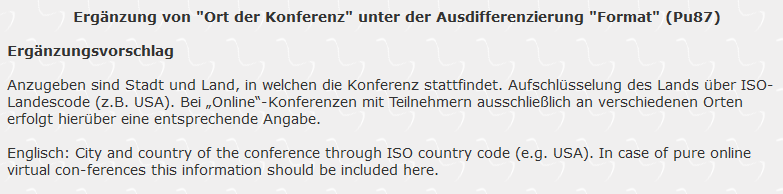 Ergänzung von "Ort der Konferenz" unter der Ausdifferenzierung "Format" (Pu87)
Ergänzungsvorschlag
Anzugeben sind Stadt und Land, in welchen die Konferenz stattfindet. Aufschlüsselung des Lands über ISO-
Landescode (z.B. USA). Bei „Online“-Konferenzen mit Teilnehmern ausschließlich an verschiedenen Orten
erfolgt hierüber eine entsprechende Angabe.
Englisch: City and country of the conference through ISO country code (e.g. USA). In case of pure online
virtual con-ferences this information should be included here.